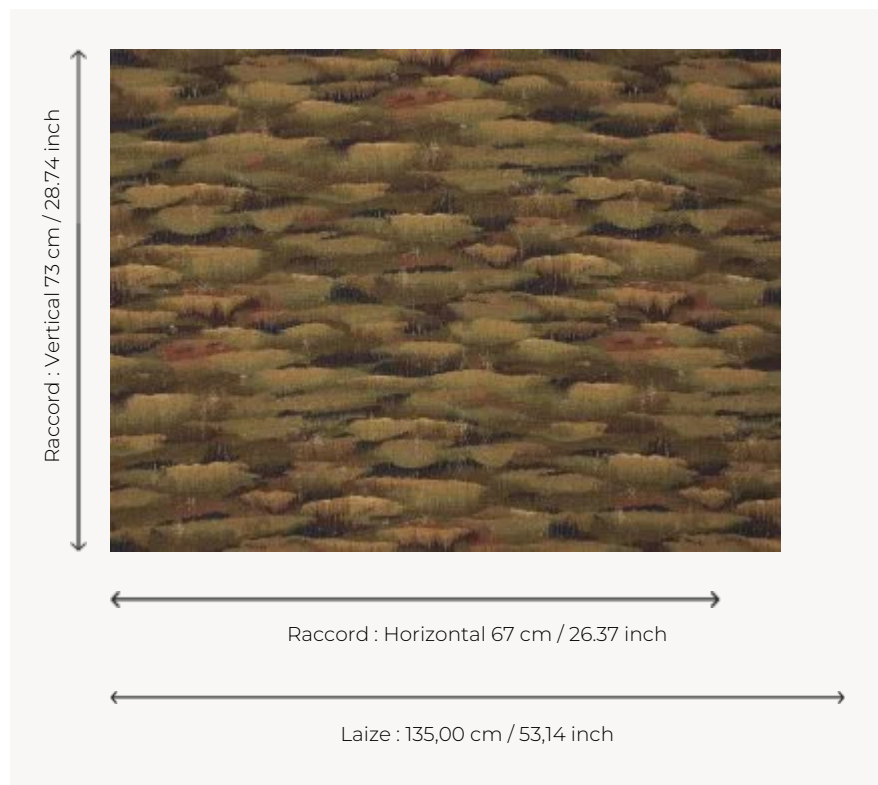 Raccord : Vertical 73 cm / 28.74 inch
Raccord : Horizontal 67 cm / 26.37 inch
Laize : 135,00 cm / 53,14 inch